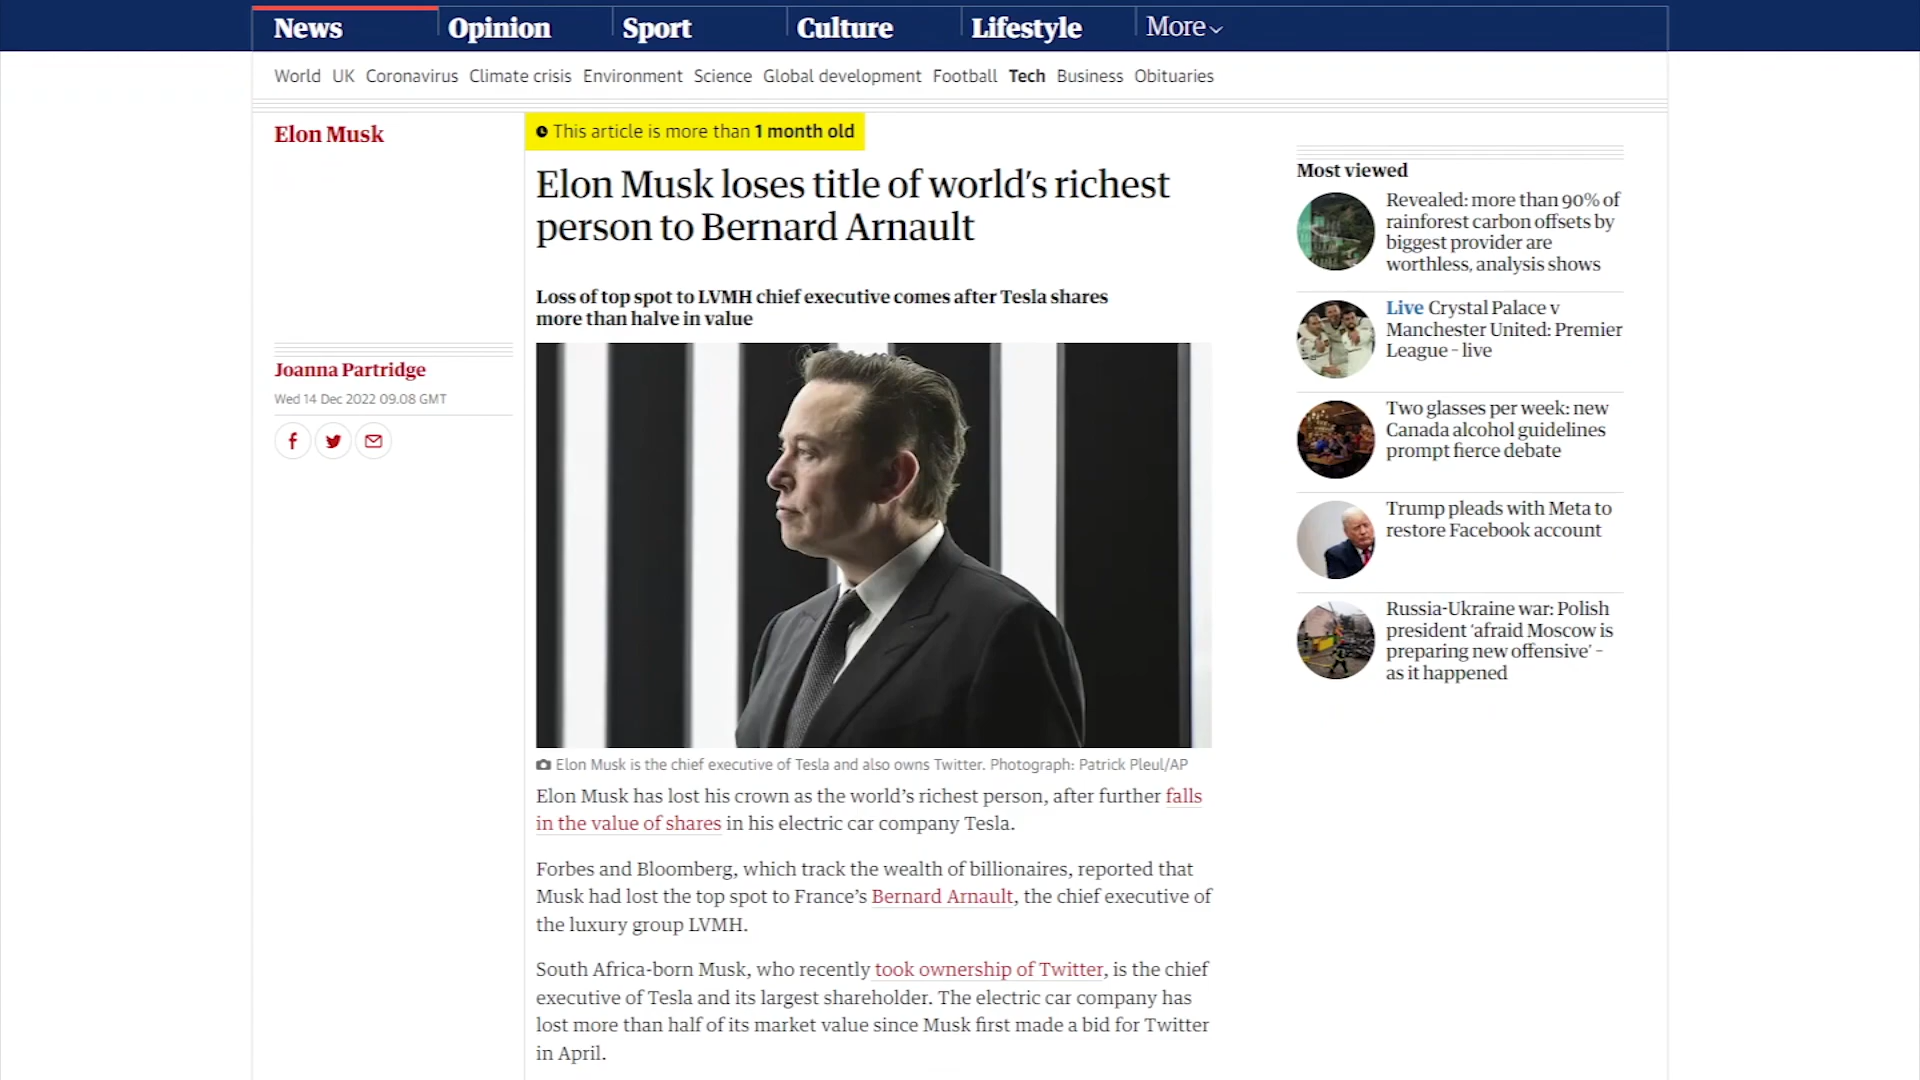 News
Opinion
Sport
Culture
Lifestyle
More
World UK Coronavirus Climate crisis Environment Science Global development Football Tech Business Obituaries
Elon Musk
This article is more than 1 month old
Elon Musk loses title of world's richest
person to Bernard Arnault
Loss of top spot to LVMH chief executive comes after Tesla shares
more than halve in value
Joanna Partridge
Wed 14 Dec 2022 09.08 GMT
Elon Musk is the chief executive of Tesla and also owns Twitter. Photograph: Patrick Pleul/AP
Elon Musk has lost his crown as the world's richest person, after further falls
in the value of shares in his electric car company Tesla.
Forbes and Bloomberg, which track the wealth of billionaires, reported that
Musk had lost the top spot to France's Bernard Arnault, the chief executive of
the luxury group LVMH.
South Africa-born Musk, who recently took ownership of Twitter, is the chief
executive of Tesla and its largest shareholder. The electric car company has
lost more than half of its market value since Musk first made a bid for Twitter
in April.
Most viewed
Revealed: more than 90% of
rainforest carbon offsets by
biggest provider are
worthless, analysis shows
Live Crystal Palace v
Manchester United: Premier
League – live
Two glasses per week: new
Canada alcohol guidelines
prompt fierce debate
Trump pleads with Meta to
restore Facebook account
Russia-Ukraine war: Polish
president 'afraid Moscow is
preparing new offensive' –
as it happened